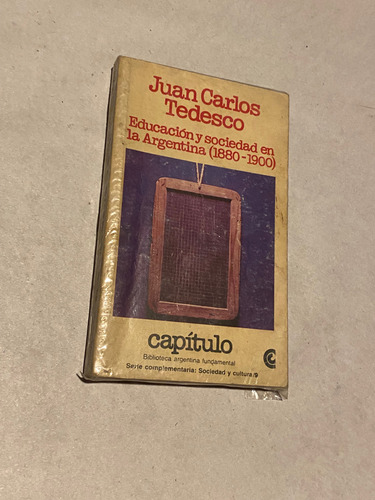 Juan Carlos
Tedesco
Educación y sociedad en
la Argentina (1880-1900)
capítulo
Biblioteca argentina fundamental
Serie complementaria: Sociedad y cultura/9